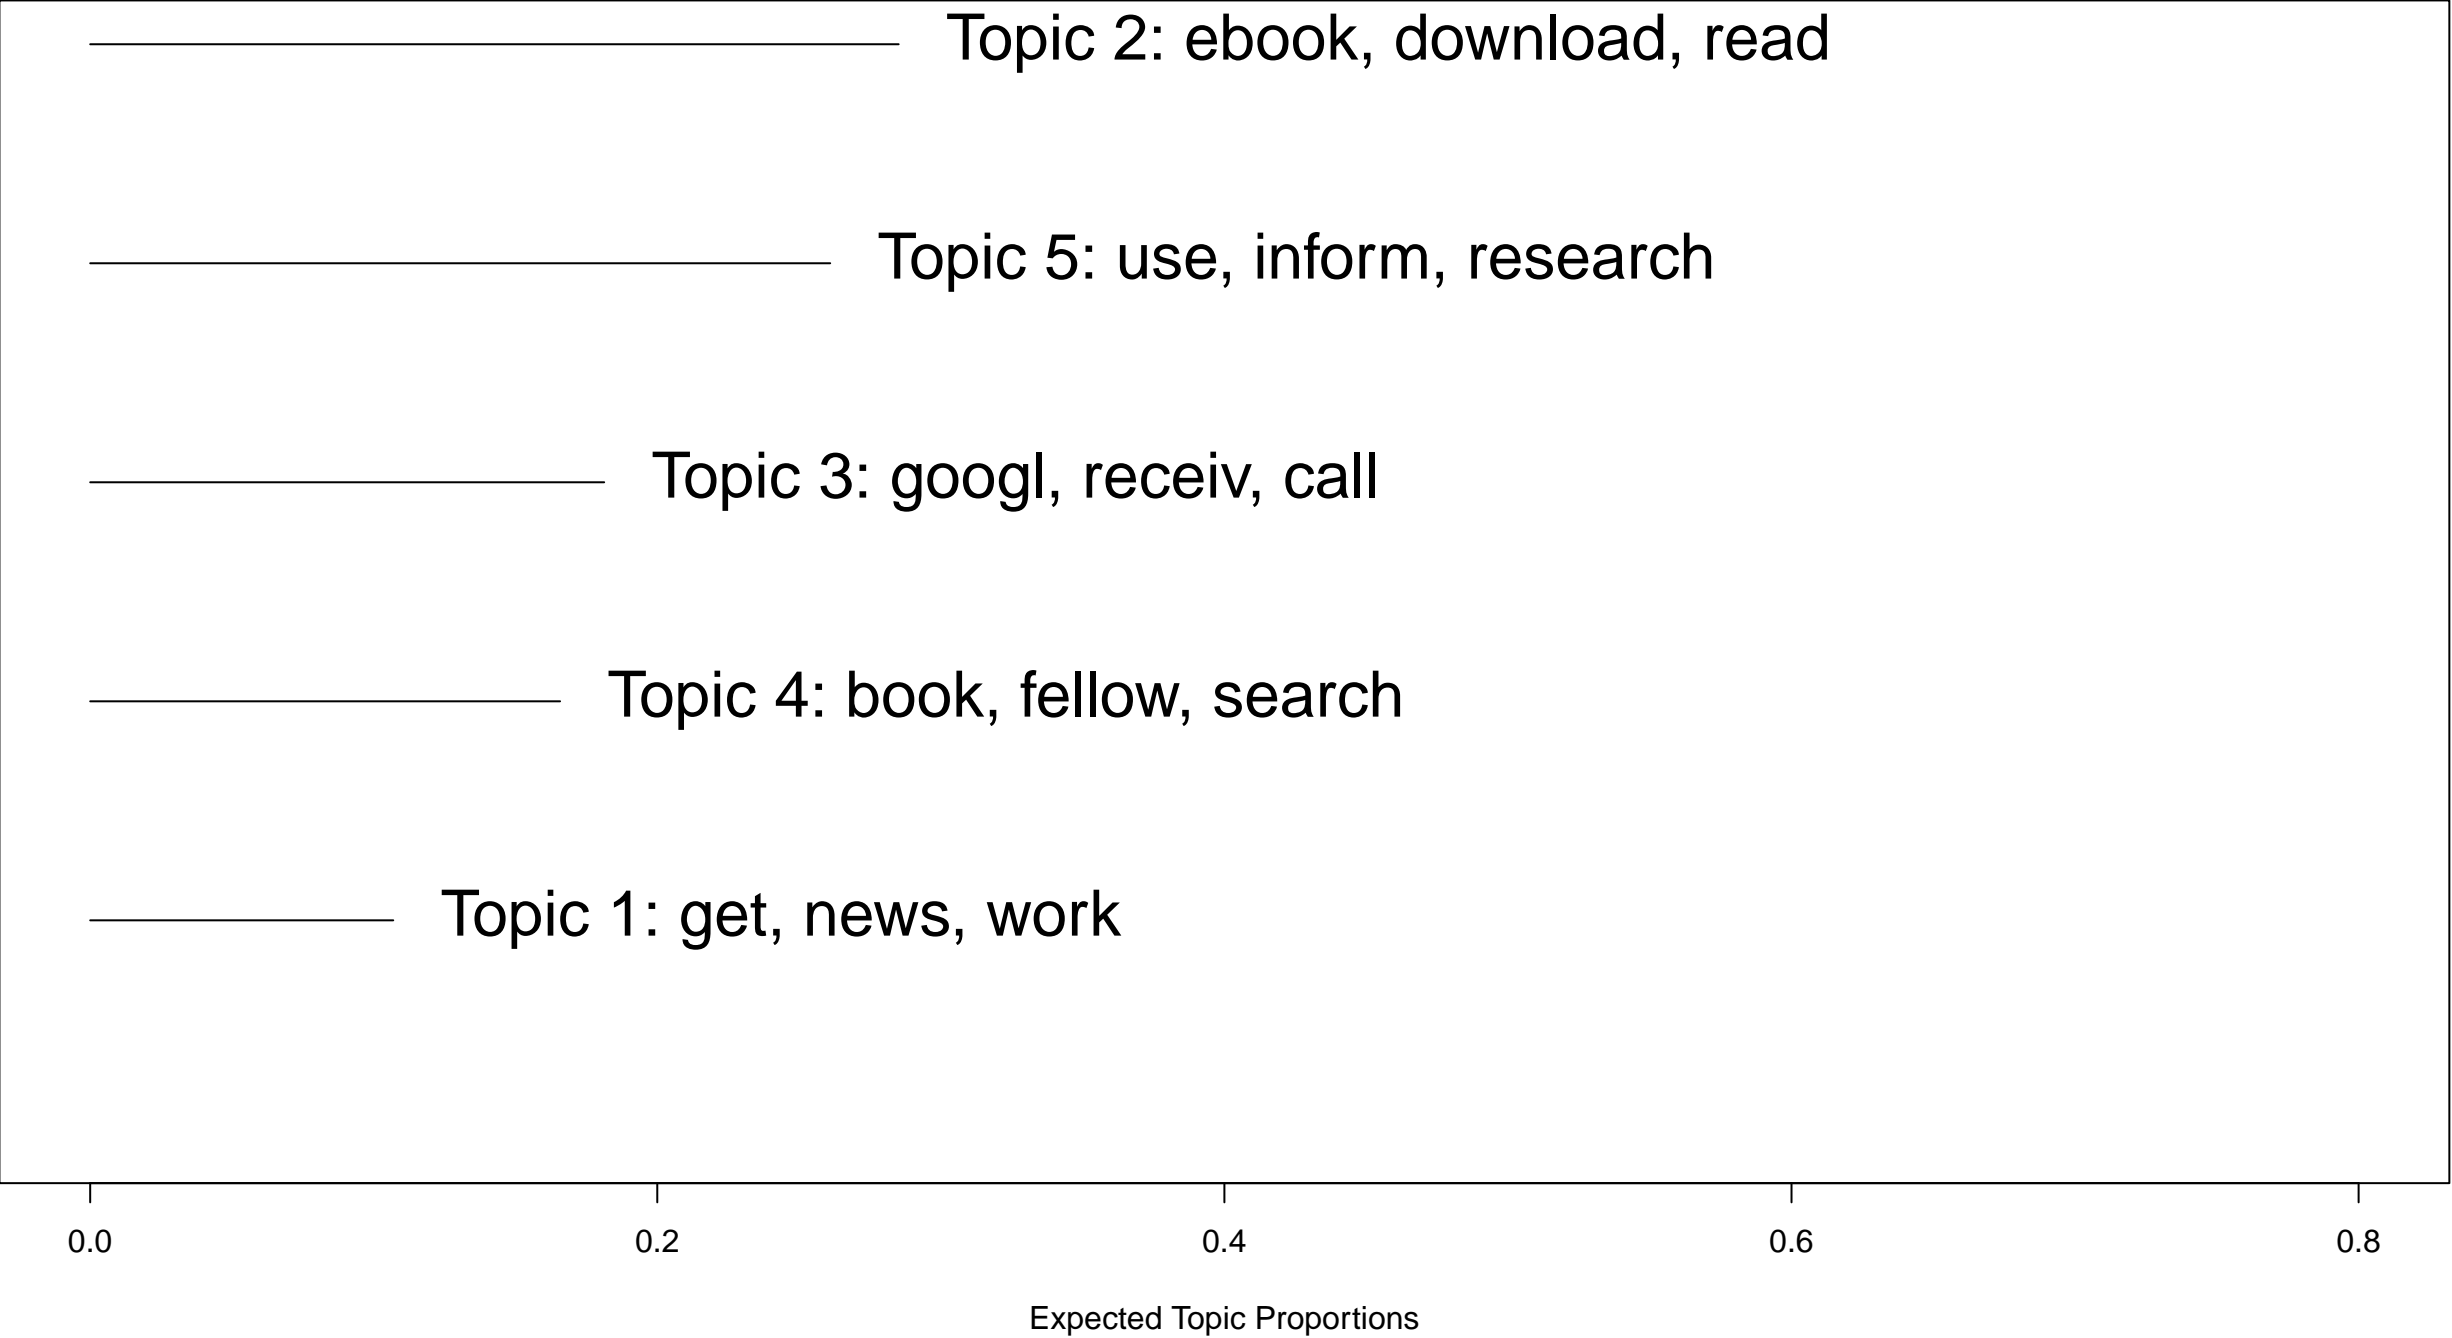 Topic 2: ebook, download, read
Topic 5: use, inform, research
Topic 3: googl, receiv, call
Topic 4: book, fellow, search
Topic 1: get, news, work
0.0 0.2 0.4 0.6 0.8
Expected Topic Proportions